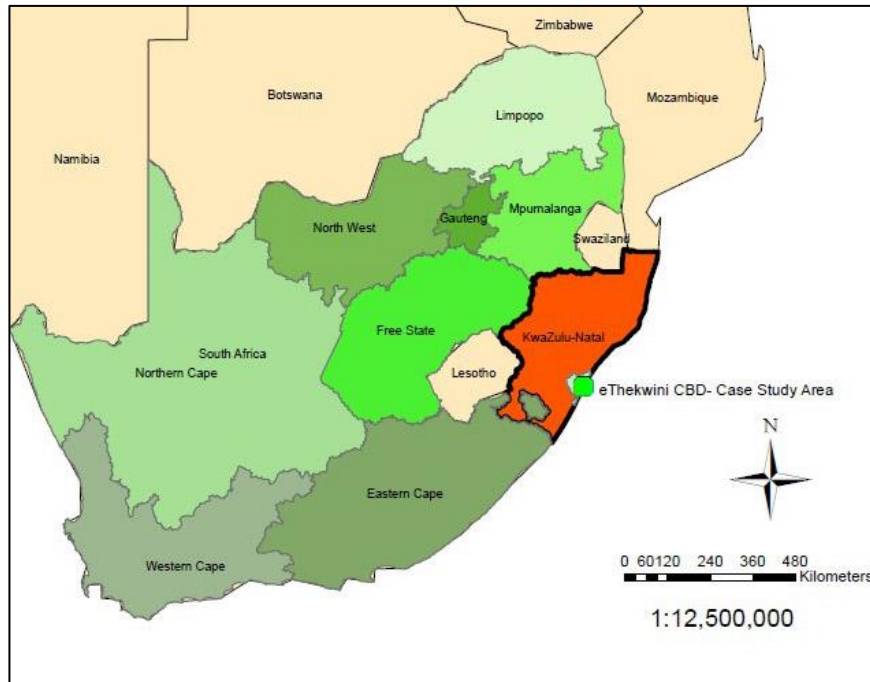 Zimbabwe
Botswana
Mozambique
Limpopo
Namibia
Mpumalanga
North West
Gauteng
Swaziland
Free State
KwaZulu-Natal
South Africa
Northern Cape
Lesotho
eThekwini CBD- Case Study Area
N
Eastern Cape
Western Cape
0 60120 240 360 480
Kilometers
1:12,500,000